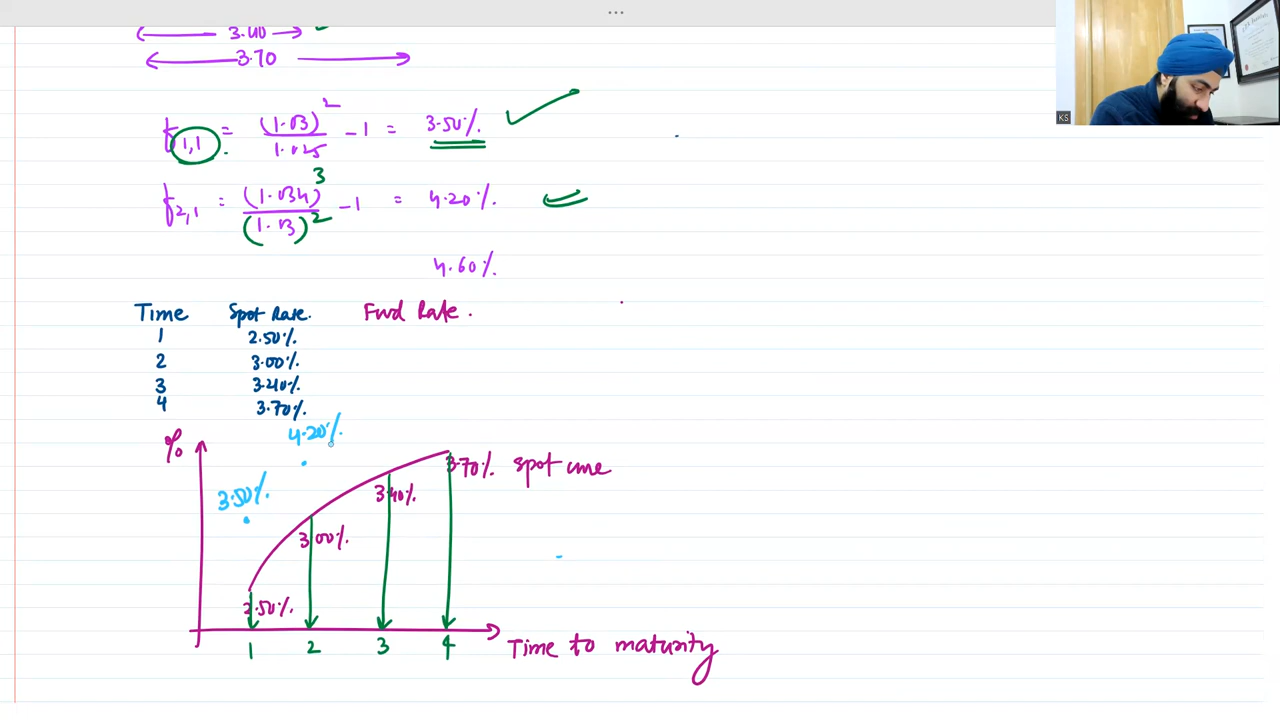 ...
3.40
3.70
f1,1 = (1.03)^2 / 1.025 - 1 = 3.50%
f2,1 = (1.034)^3 / (1.03)^2 - 1 = 4.20%
4.60%
Time Spot Rate. Fwd Rate.
1 2.50%
2 3.00%
3 3.40%
4 3.70%
4.20%
%
3.70% spot curve
3.50%
3.40%
3.00%
2.50%
1 2 3 4
Time to maturity
KS